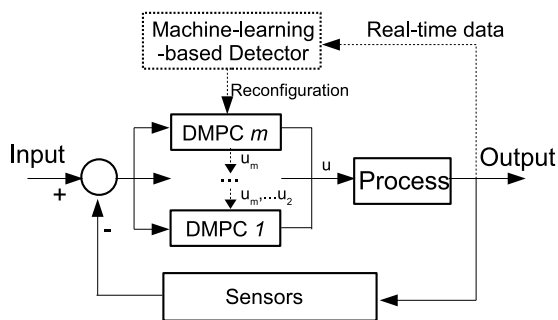 Machine-learning
-based Detector
Real-time data
Reconfiguration
DMPC m
Input
+
-
u_m
...
u_m,...u_2
u
Process
Output
DMPC 1
Sensors